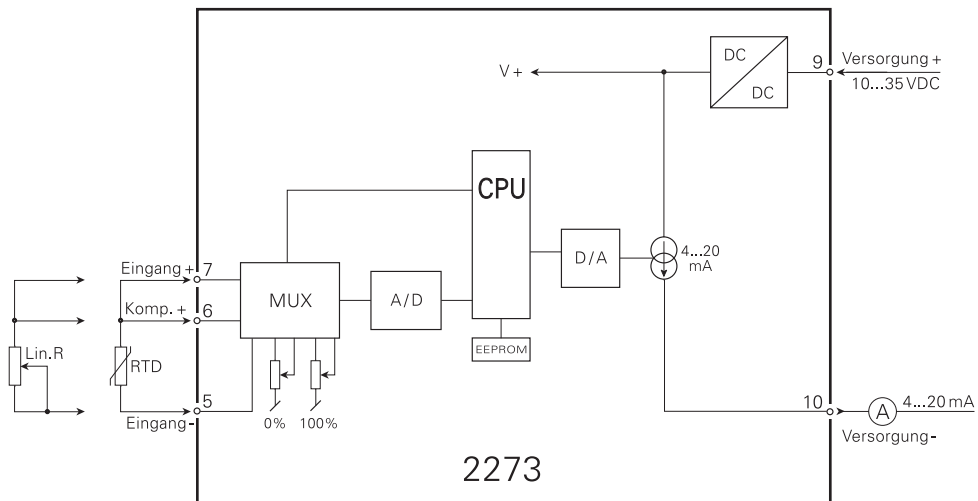 DC
DC
9
Versorgung +
10...35 VDC
V +
CPU
D/A
4...20
mA
Eingang +
7
Komp. +
6
MUX
A/D
EEPROM
Lin.R
RTD
5
Eingang -
0%
100%
10
A
4...20 mA
Versorgung -
2273